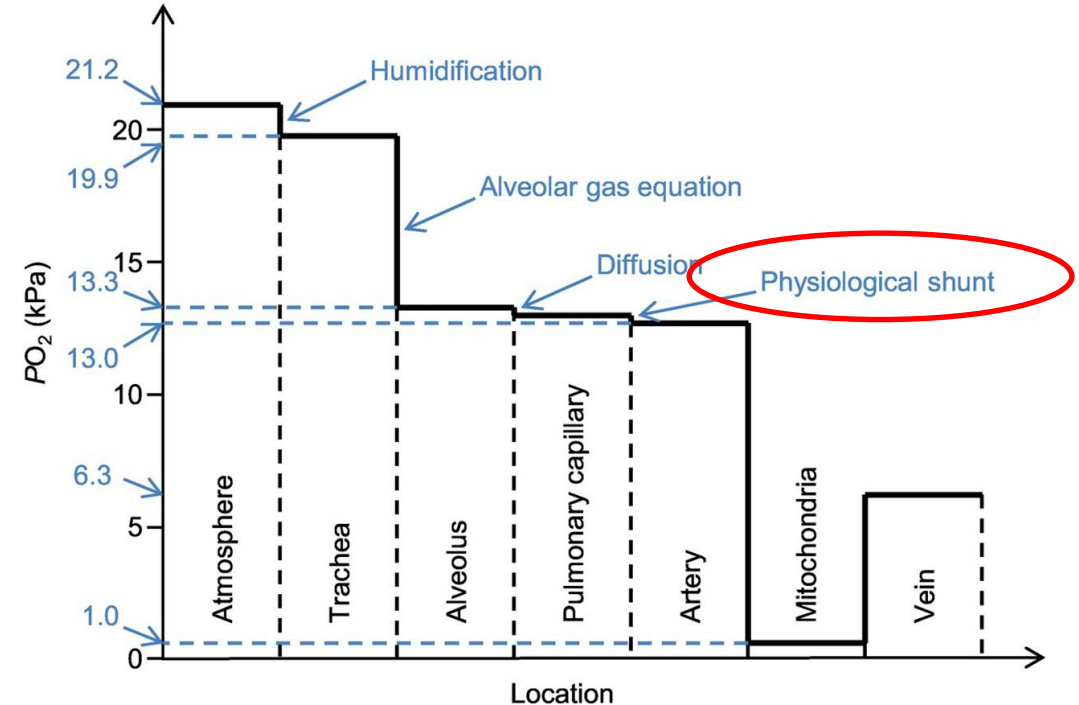 21.2
Humidification
20
19.9
Alveolar gas equation
15
13.3
Diffusion
Physiological shunt
PO₂ (kPa)
13.0
10
6.3
5
1.0
0
Atmosphere
Trachea
Alveolus
Pulmonary capillary
Artery
Mitochondria
Vein
Location